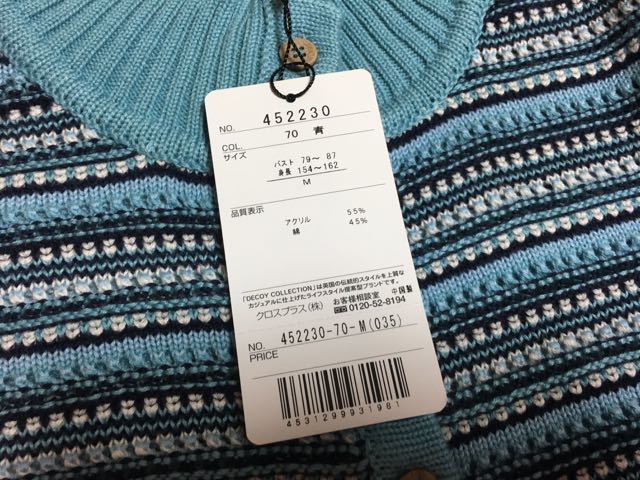 NO. 452230
COL. 70 青
サイズ
バスト 79～ 87
身長 154～162
M
品質表示
アクリル 55%
綿 45%
「DECOY COLLECTION」は英国の伝統的スタイルを上質な
カジュアルに仕上げたライフスタイル提案型ブランドです。
クロスプラス(株) お客様相談室 中国製
0120-52-8194
NO. 452230-70-M(035)
PRICE
4531299931981